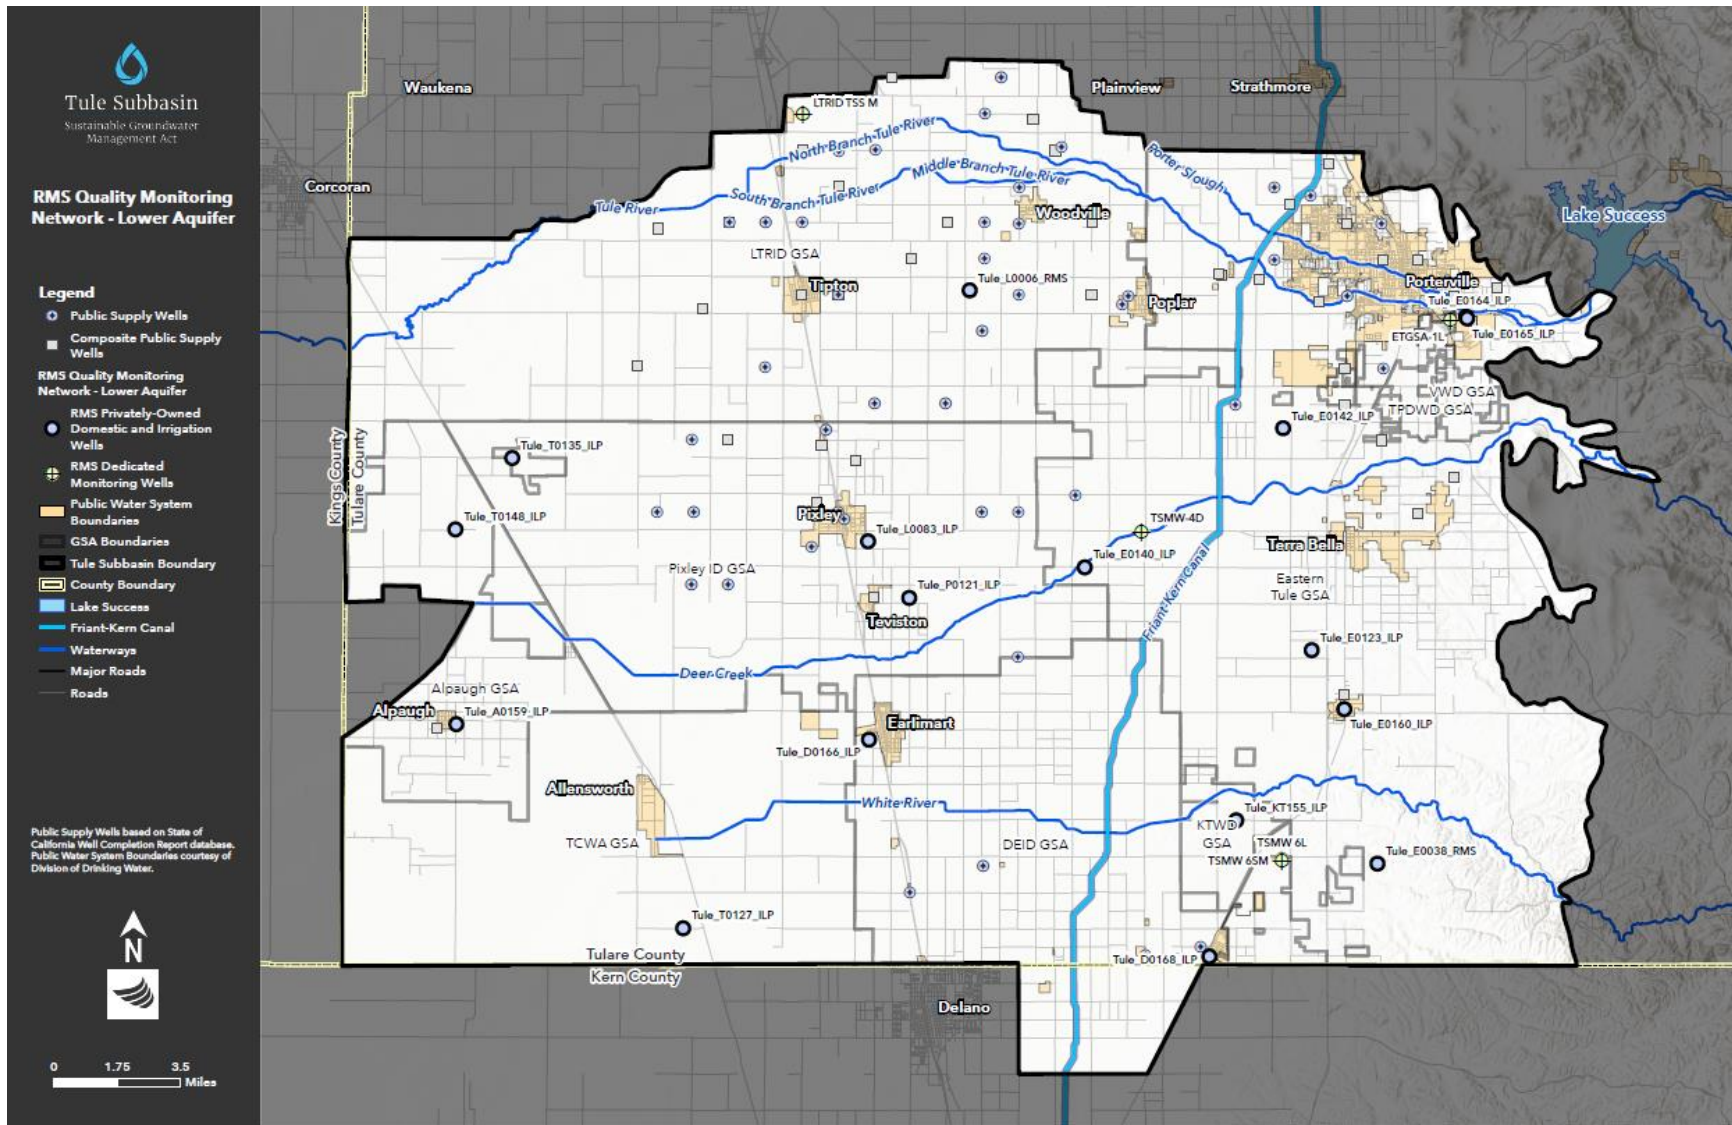 Tule Subbasin
Sustainable Groundwater
Management Act
RMS Quality Monitoring
Network - Lower Aquifer
Legend
Public Supply Wells
Composite Public Supply
Wells
RMS Quality Monitoring
Network - Lower Aquifer
RMS Privately-Owned
Domestic and Irrigation
Wells
RMS Dedicated
Monitoring Wells
Public Water System
Boundaries
GSA Boundaries
Tule Subbasin Boundary
County Boundary
Lake Success
Friant-Kern Canal
Waterways
Major Roads
Roads
Public Supply Wells based on State of
California Well Completion Report database.
Public Water System Boundaries courtesy of
Division of Drinking Water.
N
0 1.75 3.5
Miles
Waukena
Plainview
Strathmore
LTRID TSS M
North Branch Tule River
Porter Slough
Middle Branch Tule River
Corcoran
South Branch Tule River
Tule River
Woodville
Lake Success
LTRID GSA
Tule_L0006_RMS
Tipton
Poplar
Porterville
Tule_E0164_ILP
Tule_E0165_ILP
ETGSA-1L
VWD GSA
TPDWD GSA
Tule_E0142_ILP
Kings County
Tulare County
Tule_T0135_ILP
Tule_T0148_ILP
Pixley
Tule_L0083_ILP
TSMW-4D
Tule_E0140_ILP
Terra Bella
Pixley ID GSA
Tule_P0121_ILP
Eastern
Tule GSA
Teviston
Friant-Kern Canal
Tule_E0123_ILP
Deer Creek
Alpaugh GSA
Alpaugh
Tule_A0159_ILP
Earlimart
Tule_E0160_ILP
Tule_D0166_ILP
Allensworth
White River
Tule_KT155_ILP
KTWD
GSA
TCWA GSA
DEID GSA
TSMW 6L
TSMW 6SM
Tule_E0038_RMS
Tule_T0127_ILP
Tulare County
Kern County
Tule_D0168_ILP
Delano